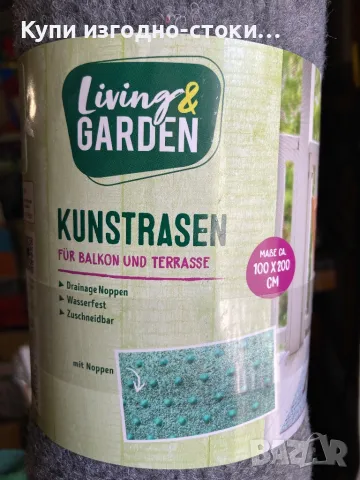 Купи изгодно-стоки...
Living &
GARDEN
KUNSTRASEN
FÜR BALKON UND TERRASSE
Drainage Noppen
Wasserfest
Zuschneidbar
MAßE CA.
100 X 200
CM
mit Noppen
BAZAR